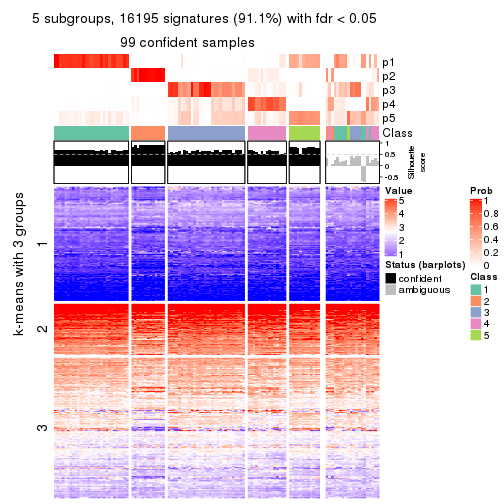 5 subgroups, 16195 signatures (91.1%) with fdr < 0.05
99 confident samples
p1
p2
p3
p4
p5
Class
1
0.5
0
-0.5
Silhouette
score
k-means with 3 groups
1
2
3
Value
5
4
3
2
1
Status (barplots)
confident
ambiguous
Prob
1
0.8
0.6
0.4
0.2
0
Class
1
2
3
4
5